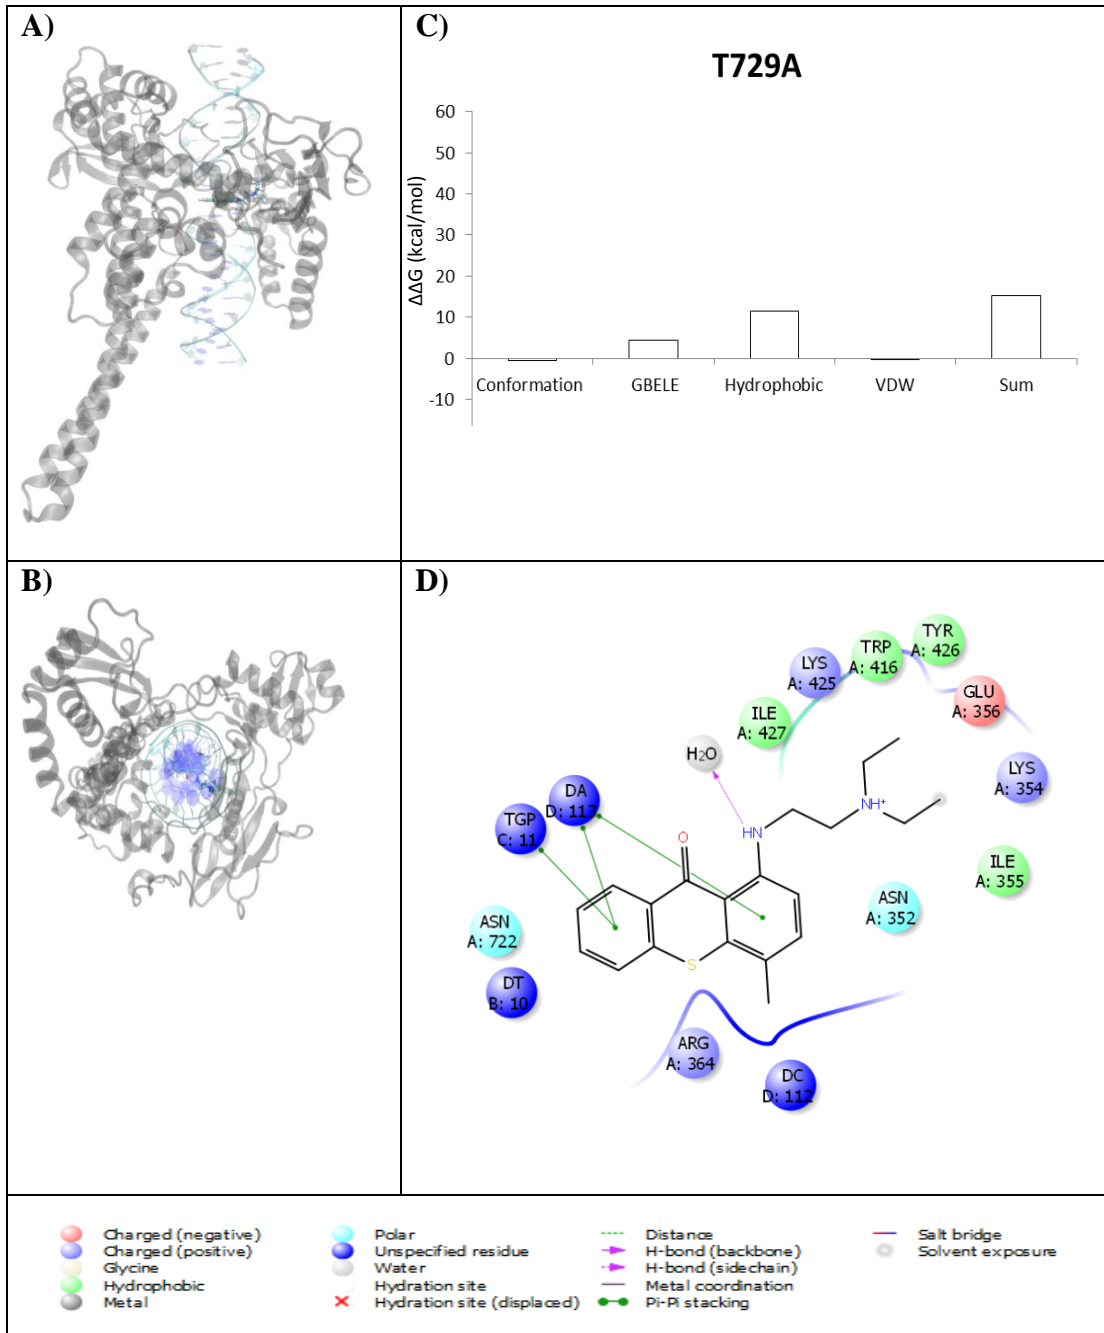 A)
C)
T729A
60
50
40
30
20
10
0
-10
ΔΔG (kcal/mol)
Conformation GBELE Hydrophobic VDW Sum
B)
D)
TYR
A: 426
TRP
A: 416
LYS
A: 425
GLU
A: 356
ILE
A: 427
H2O
LYS
A: 354
DA
D: 113
TGP
C: 11
NH+
HN
O
ILE
A: 355
ASN
A: 352
ASN
A: 722
S
DT
B: 10
ARG
A: 364
DC
D: 112
Charged (negative)
Charged (positive)
Glycine
Hydrophobic
Metal
Polar
Unspecified residue
Water
Hydration site
Hydration site (displaced)
Distance
H-bond (backbone)
H-bond (sidechain)
Metal coordination
Pi-Pi stacking
Salt bridge
Solvent exposure